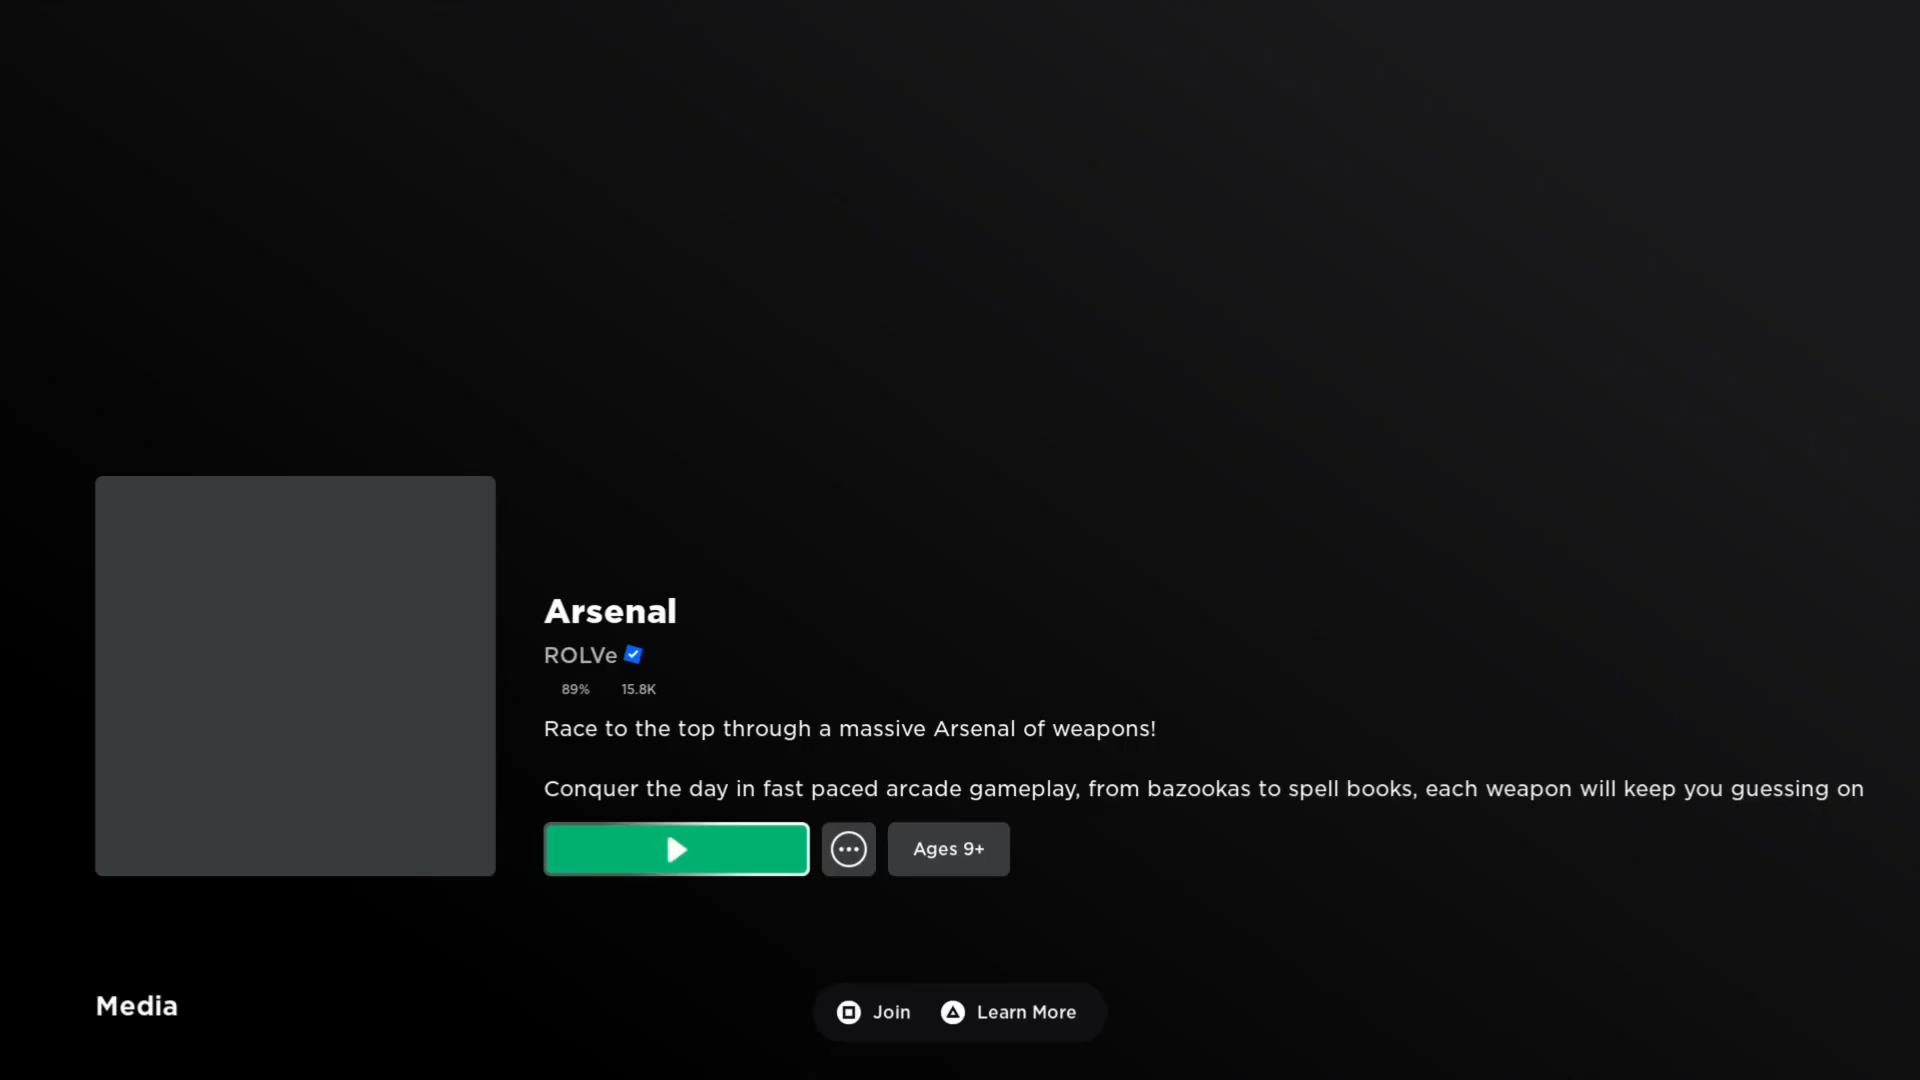 Arsenal
ROLVe
89% 15.8K
Race to the top through a massive Arsenal of weapons!
Conquer the day in fast paced arcade gameplay, from bazookas to spell books, each weapon will keep you guessing on
Ages 9+
Media
Join Learn More